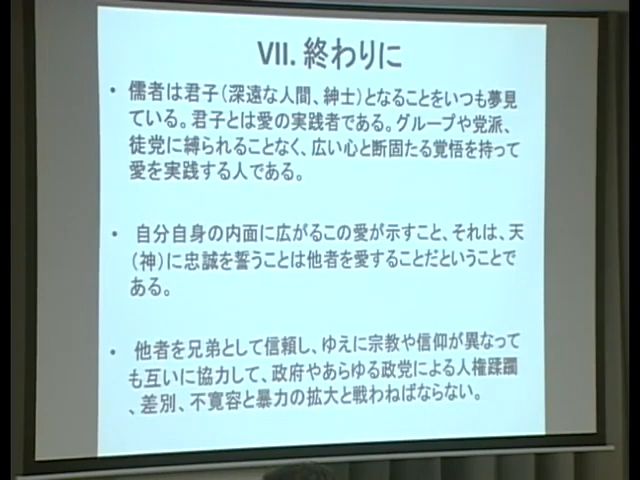 VII. 終わりに
• 儒者は君子(深遠な人間、紳士)となることをいつも夢見
ている。君子とは愛の実践者である。グループや党派、
徒党に縛られることなく、広い心と断固たる覚悟を持って
愛を実践する人である。
• 自分自身の内面に広がるこの愛が示すこと、それは、天
(神)に忠誠を誓うことは他者を愛することだということで
ある。
• 他者を兄弟として信頼し、ゆえに宗教や信仰が異なって
も互いに協力して、政府やあらゆる政党による人権蹂躙
、差別、不寛容と暴力の拡大と戦わねばならない。